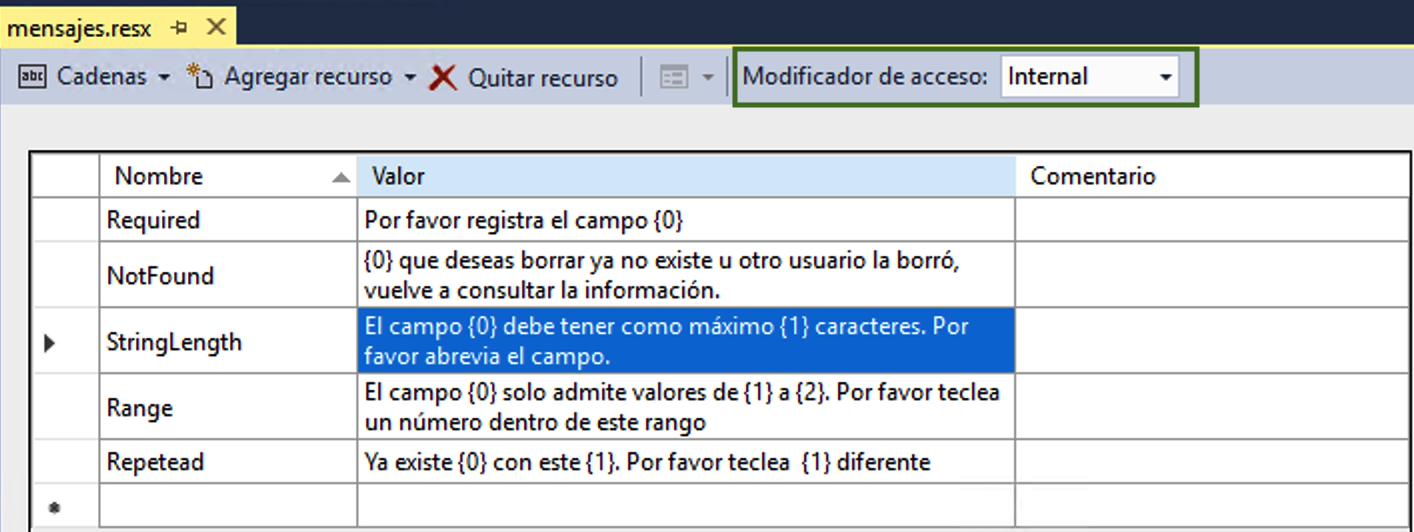 mensajes.resx
abc Cadenas Agregar recurso Quitar recurso Modificador de acceso: Internal
Nombre Valor Comentario
Required Por favor registra el campo {0}
NotFound {0} que deseas borrar ya no existe u otro usuario la borró,
vuelve a consultar la información.
StringLength El campo {0} debe tener como máximo {1} caracteres. Por
favor abrevia el campo.
Range El campo {0} solo admite valores de {1} a {2}. Por favor teclea
un número dentro de este rango
Repetead Ya existe {0} con este {1}. Por favor teclea {1} diferente